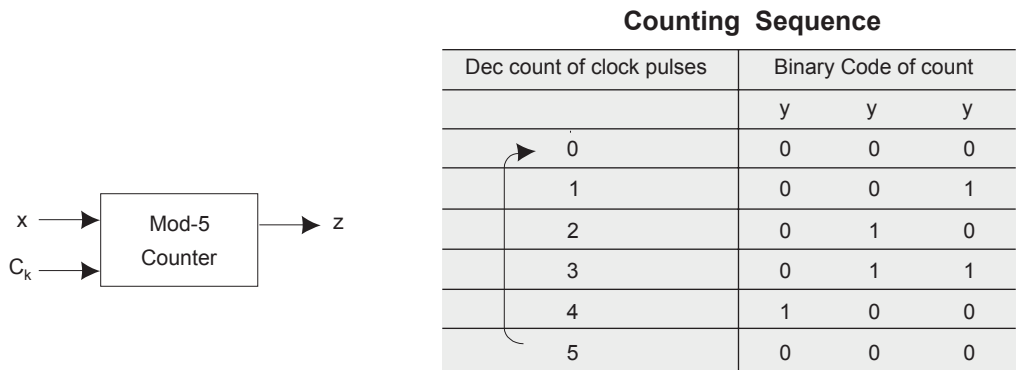 Counting Sequence
Dec count of clock pulses Binary Code of count
y y y
0 0 0 0
1 0 0 1
2 0 1 0
3 0 1 1
4 1 0 0
5 0 0 0
x
Mod-5
Counter
z
Ck